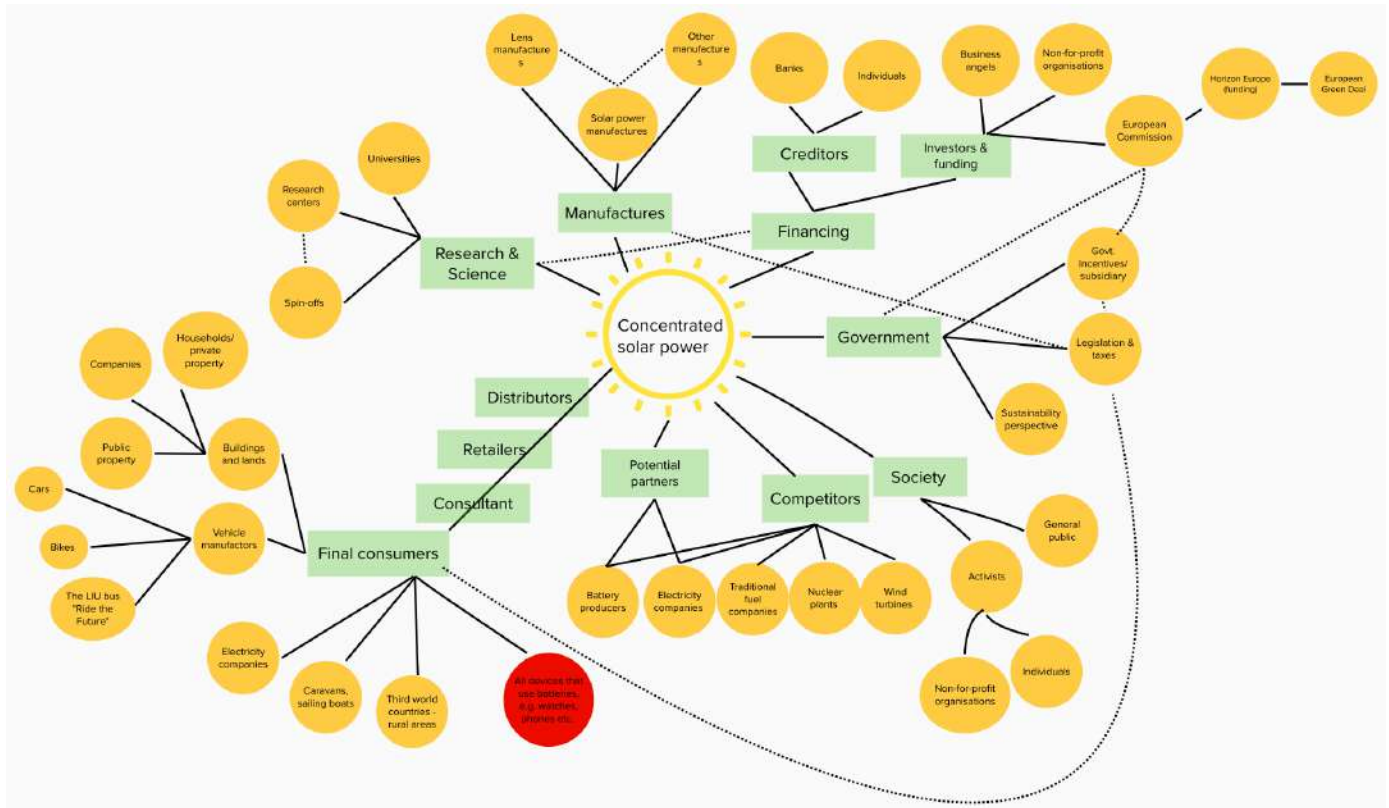 Lens
manufacture
s
Other
manufacture
s
Solar power
manufactures
Banks
Individuals
Business
angels
Non-for-profit
organisations
Horizon Europe
(funding)
European
Green Deal
European
Commission
Creditors
Investors &
funding
Universities
Research
centers
Spin-offs
Research &
Science
Manufactures
Financing
Govt.
Incentives/
subsidiary
Legislation &
taxes
Sustainability
perspective
Government
Concentrated
solar power
Households/
private
property
Companies
Public
property
Buildings
and lands
Cars
Bikes
The LIU bus
"Ride the
Future"
Vehicle
manufactors
Distributors
Retailers
Consultant
Final consumers
Electricity
companies
Caravans,
sailing boats
Third world
countries -
rural areas
All devices that
use batteries,
e.g. watches,
phones etc.
Potential
partners
Competitors
Society
Battery
producers
Electricity
companies
Traditional
fuel
companies
Nuclear
plants
Wind
turbines
General
public
Activists
Non-for-profit
organisations
Individuals